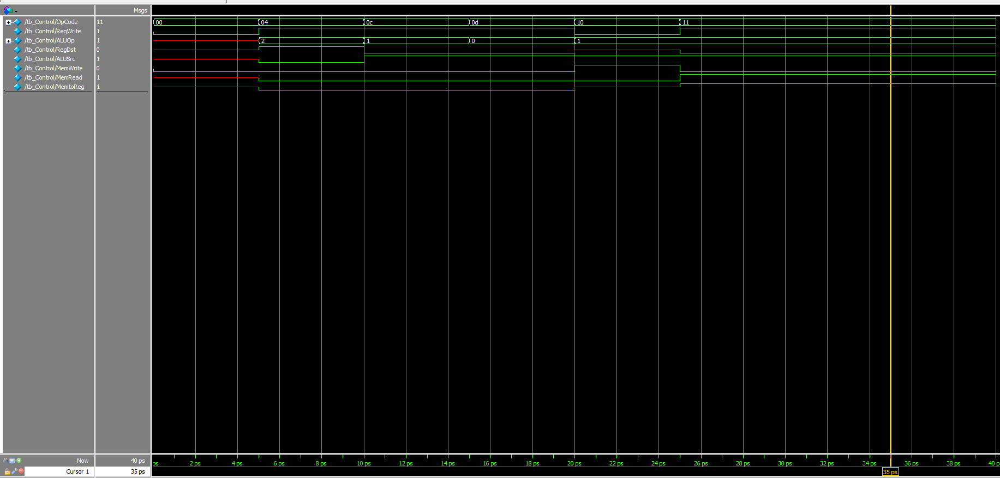 Msgs
/tb_Control/OpCode 11 00 04 0c 0d 10 11
/tb_Control/RegWrite 1
/tb_Control/ALUOp 1 2 1 0 1
/tb_Control/RegDst 0
/tb_Control/ALUSrc 1
/tb_Control/MemWrite 0
/tb_Control/MemRead 1
/tb_Control/MemtoReg 1
Now 40 ps ps 2 ps 4 ps 6 ps 8 ps 10 ps 12 ps 14 ps 16 ps 18 ps 20 ps 22 ps 24 ps 26 ps 28 ps 30 ps 32 ps 34 ps 36 ps 38 ps 40 p
Cursor 1 35 ps 35 ps